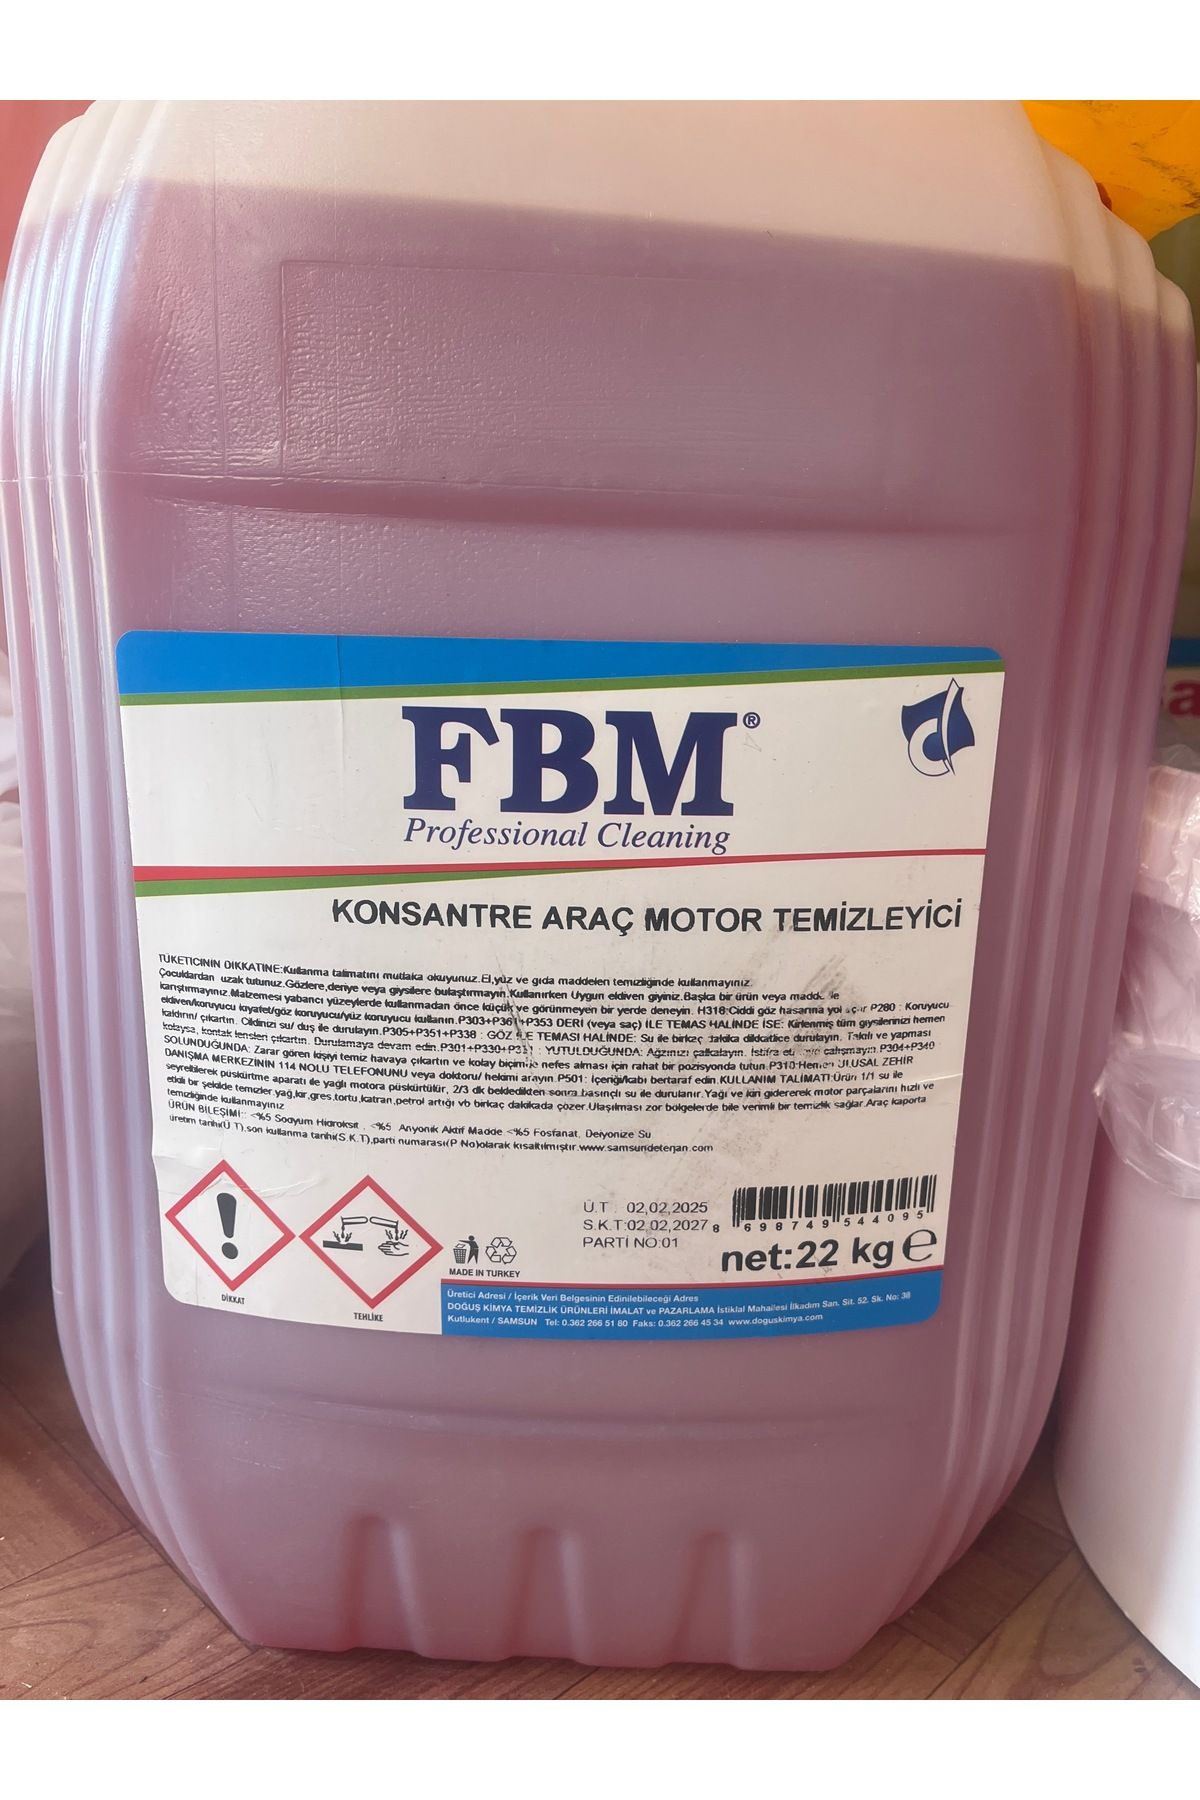 FBM®
Professional Cleaning
KONSANTRE ARAÇ MOTOR TEMİZLEYİCİ
TÜKETİCİNİN DİKKATİNE:Kullanma talimatını mutlaka okuyunuz.El,yüz ve gıda maddelen temizliğinde kullanmayınız.
Çocuklardan uzak tutunuz.Gözlere,deriye veya giysilere bulaştırmayın.Kullanırken Uygun eldiven giyiniz.Başka bir ürün veya madde ile
karıştırmayınız.Malzemesi yabancı yüzeylerde kullanmadan önce küçük ve görünmeyen bir yerde deneyin. H318:Ciddi göz hasarına yol açar P280 : Koruyucu
eldiven/koruyucu kıyafet/göz koruyucu/yüz koruyucu kullanın.P303+P361+P353 DERİ (veya saç) İLE TEMAS HALİNDE İSE: Kirlenmiş tüm giysilerinizi hemen
kaldırın/ çıkartın. Cildinizi su/ duş ile durulayın.P305+P351+P338 : GÖZ İLE TEMASI HALİNDE: Su ile birkaç dakika dikkatlice durulayın. Takılı ve yapması
kolaysa, kontak lensleri çıkartın. Durulamaya devam edin.P301+P330+P331 : YUTULDUĞUNDA: Ağzınızı çalkalayın. İstifra çalışmayın.P304+P340
SOLUNDUĞUNDA: Zarar gören kişiyi temiz havaya çıkartın ve kolay biçimde nefes alması için rahat bir pozisyonda tutun.P310:Hemen ULUSAL ZEHİR
DANIŞMA MERKEZİNİN 114 NOLU TELEFONUNU veya doktoru/ hekimi arayın.P501: İçeriği/kabı bertaraf edin.KULLANIM TALİMATI:Ürün 1/1 su ile
seyreltilerek püskürtme aparatı ile yağlı motora püskürtülür, 2/3 dk bekledikten sonra basınçlı su ile durulanır.Yağı ve kiri gidererek motor parçalarını hızlı ve
etkili bir şekilde temizler.yağ,kir,gres,tortu,katran,petrol artığı vb birkaç dakikada çözer.Ulaşılması zor bölgelerde bile verimli bir temizlik sağlar.Araç kaporta
temizliğinde kullanmayınız
ÜRÜN BİLEŞİMİ: <%5 Sodyum Hidroksit , <%5 Anyonik Aktif Madde <%5 Fosfanat, Deiyonize Su
üretim tarihi(Ü.T),son kullanma tarihi(S.K.T),parti numarası(P.No)olarak kısaltılmıştır.www.samsundeterjan.com
Ü.T : 02,02,2025
S.K.T:02.02,2027
PARTİ NO:01
8 698749 544095
net:22 kg ℮
DİKKAT
TEHLİKE
MADE IN TURKEY
Üretici Adresi / İçerik Veri Belgesinin Edinilebileceği Adres
DOĞUŞ KİMYA TEMİZLİK ÜRÜNLERİ İMALAT ve PAZARLAMA İstiklal Mahallesi İlkadım San. Sit. 52. Sk. No: 38
Kutlukent / SAMSUN Tel: 0.362 266 51 80 Faks: 0.362 266 45 34 www.doguskimya.com